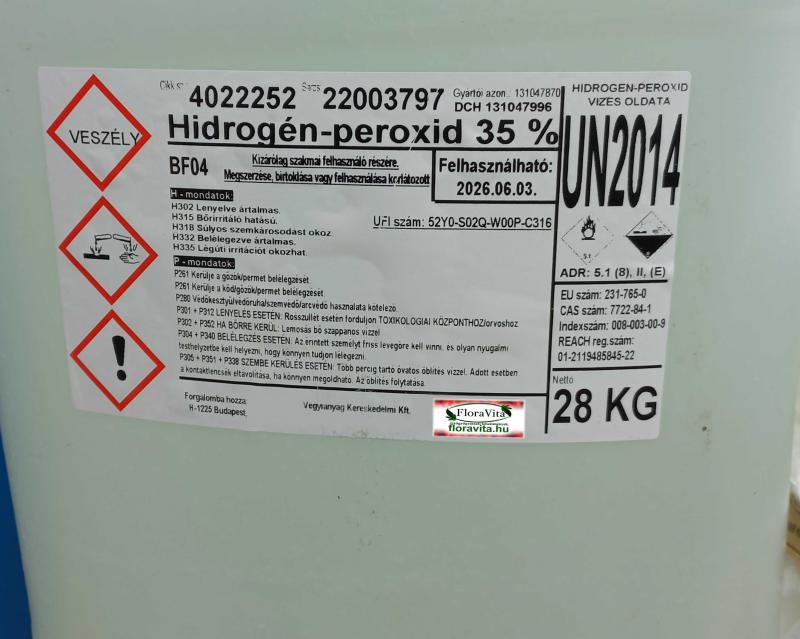 VESZÉLY
Cikk sz.: 4022252 Sarzs: 22003797 Gyártói azon.: 131047870
DCH 131047996
Hidrogén-peroxid 35 %
BF04
Kizárólag szakmai felhasználó részére.
Megszerzése, birtoklása vagy felhasználása korlátozott
Felhasználható:
2026.06.03.
H - mondatok:
H302 Lenyelve ártalmas.
H315 Bőrirritáló hatású.
H318 Súlyos szemkárosodást okoz.
H332 Belélegezve ártalmas.
H335 Légúti irritációt okozhat.
UFI szám: 52Y0-S02Q-W00P-C316
P - mondatok:
P261 Kerülje a gőzök/permet belélegzését.
P261 Kerülje a köd/gőzök/permet belélegzését.
P280 Védőkesztyű/védőruha/szemvédő/arcvédő használata kötelező.
P301 + P312 LENYELÉS ESETÉN: Rosszullét esetén forduljon TOXIKOLÓGIAI KÖZPONTHOZ/orvoshoz
P302 + P352 HA BŐRRE KERÜL: Lemosás bő szappanos vízzel
P304 + P340 BELÉLEGZÉS ESETÉN: Az érintett személyt friss levegőre kell vinni, és olyan nyugalmi
testhelyzetbe kell helyezni, hogy könnyen tudjon lélegezni.
P305 + P351 + P338 SZEMBE KERÜLÉS ESETÉN: Több percig tartó óvatos öblítés vízzel. Adott esetben
a kontaktlencsék eltávolítása, ha könnyen megoldható. Az öblítés folytatása.
Forgalomba hozza:
H-1225 Budapest,
Vegyianyag Kereskedelmi Kft.
FloraVita
floravita.hu
HIDROGÉN-PEROXID
VIZES OLDATA
UN2014
5.1
8
ADR: 5.1 (8), II, (E)
EU szám: 231-765-0
CAS szám: 7722-84-1
Indexszám: 008-003-00-9
REACH reg.szám:
01-2119485845-22
Nettó
28 KG